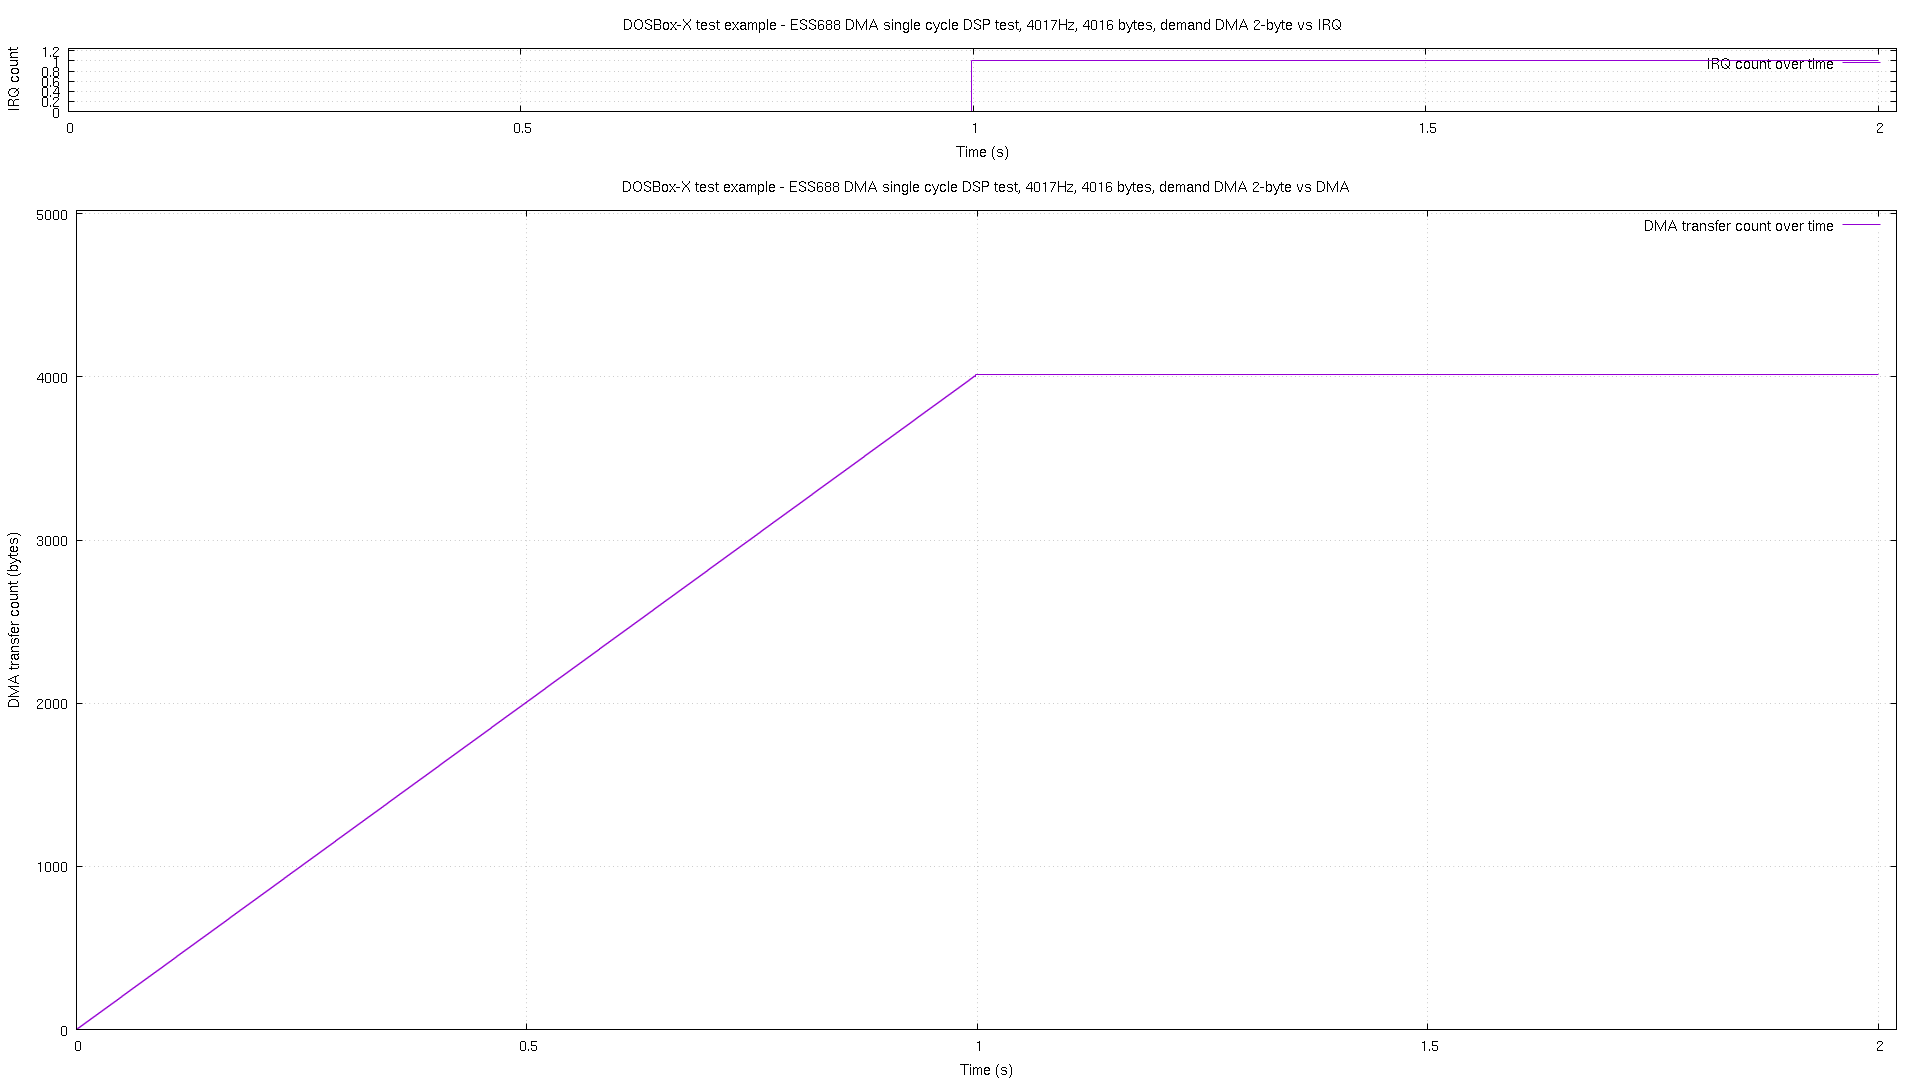 DOSBox-X test example - ESS688 DMA single cycle DSP test, 4017Hz, 4016 bytes, demand DMA 2-byte vs IRQ
IRQ count
1.2
1
0.8
0.6
0.4
0.2
0
IRQ count over time
0 0.5 1 1.5 2
Time (s)
DOSBox-X test example - ESS688 DMA single cycle DSP test, 4017Hz, 4016 bytes, demand DMA 2-byte vs DMA
DMA transfer count (bytes)
5000
4000
3000
2000
1000
0
DMA transfer count over time
0 0.5 1 1.5 2
Time (s)